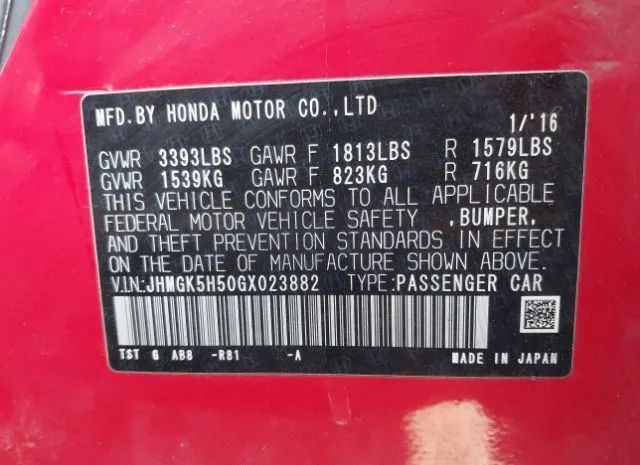 MFD.BY HONDA MOTOR CO.,LTD
1/'16
GVWR 3393LBS GAWR F 1813LBS R 1579LBS
GVWR 1539KG GAWR F 823KG R 716KG
THIS VEHICLE CONFORMS TO ALL APPLICABLE
FEDERAL MOTOR VEHICLE SAFETY ,BUMPER,
AND THEFT PREVENTION STANDARDS IN EFFECT
ON THE DATE OF MANUFACTURE SHOWN ABOVE.
V.I.N:JHMGK5H50GX023882 TYPE:PASSENGER CAR
TST G AB8 -R81 -A MADE IN JAPAN